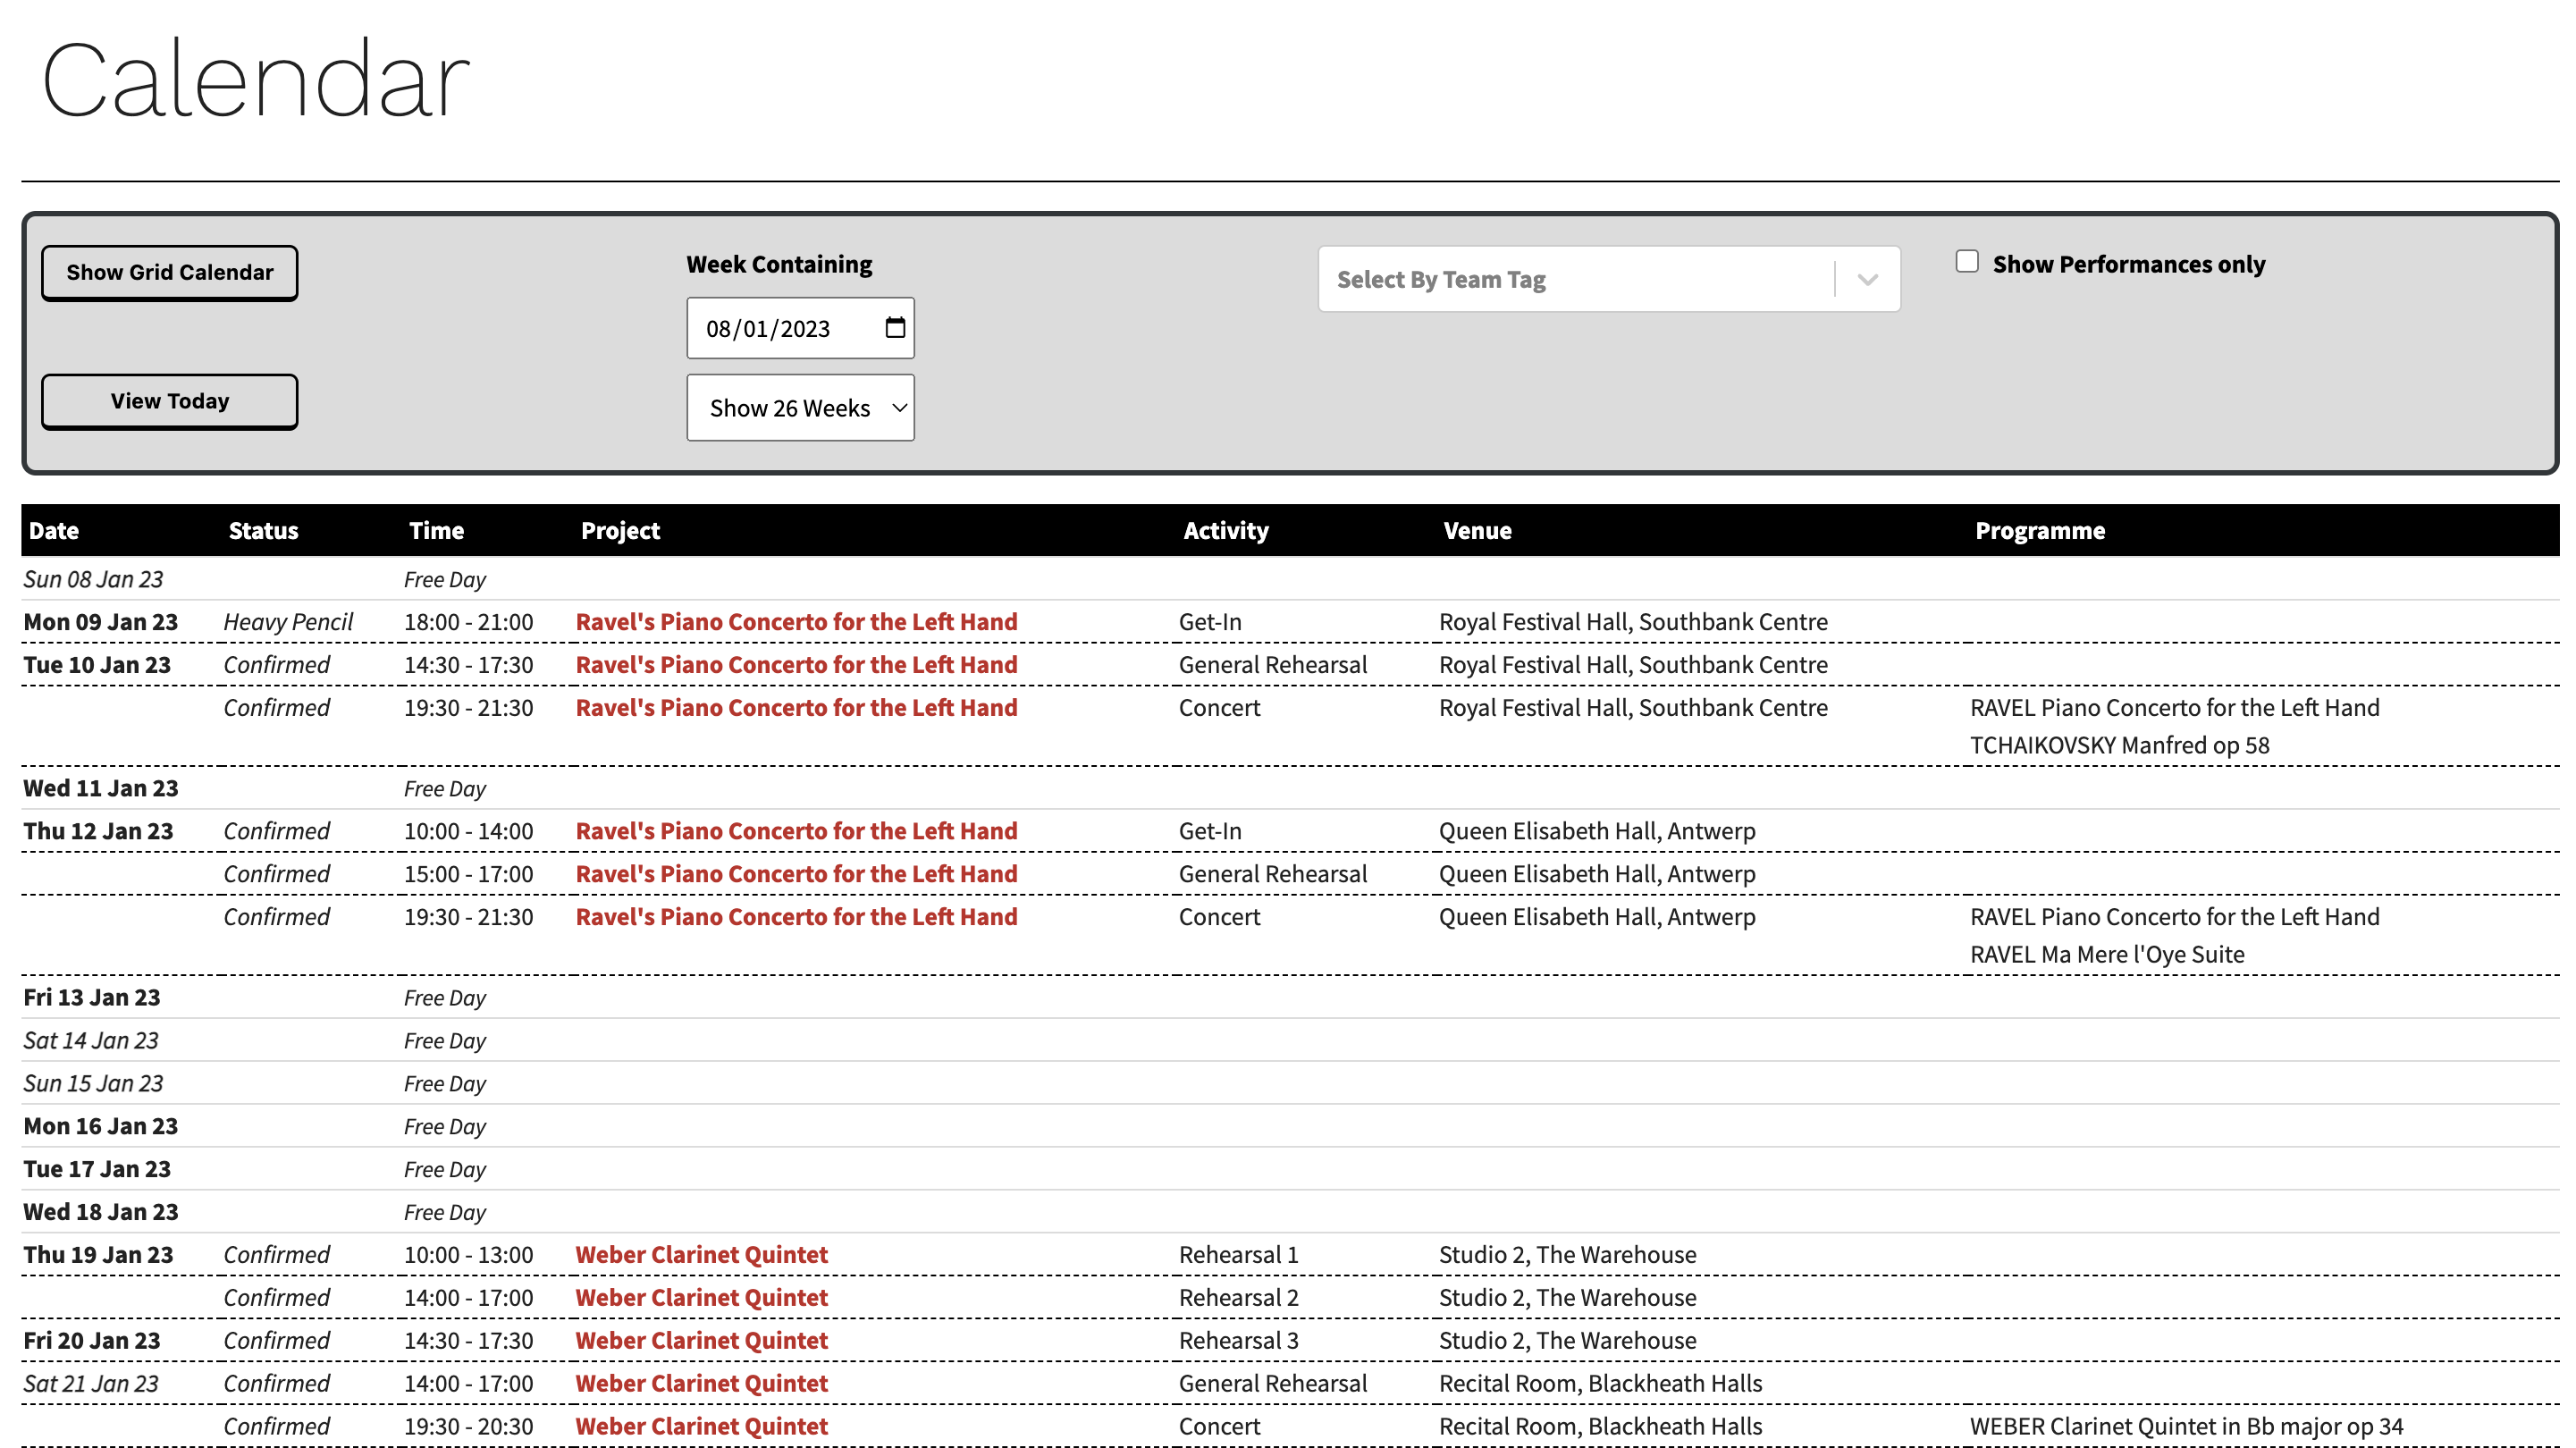 Calendar
Show Grid Calendar
View Today
Week Containing
08/01/2023
Show 26 Weeks
Select By Team Tag
Show Performances only
Date Status Time Project Activity Venue Programme
Sun 08 Jan 23 Free Day
Mon 09 Jan 23 Heavy Pencil 18:00 - 21:00 Ravel's Piano Concerto for the Left Hand Get-In Royal Festival Hall, Southbank Centre
Tue 10 Jan 23 Confirmed 14:30 - 17:30 Ravel's Piano Concerto for the Left Hand General Rehearsal Royal Festival Hall, Southbank Centre
Confirmed 19:30 - 21:30 Ravel's Piano Concerto for the Left Hand Concert Royal Festival Hall, Southbank Centre RAVEL Piano Concerto for the Left Hand
TCHAIKOVSKY Manfred op 58
Wed 11 Jan 23 Free Day
Thu 12 Jan 23 Confirmed 10:00 - 14:00 Ravel's Piano Concerto for the Left Hand Get-In Queen Elisabeth Hall, Antwerp
Confirmed 15:00 - 17:00 Ravel's Piano Concerto for the Left Hand General Rehearsal Queen Elisabeth Hall, Antwerp
Confirmed 19:30 - 21:30 Ravel's Piano Concerto for the Left Hand Concert Queen Elisabeth Hall, Antwerp RAVEL Piano Concerto for the Left Hand
RAVEL Ma Mere l'Oye Suite
Fri 13 Jan 23 Free Day
Sat 14 Jan 23 Free Day
Sun 15 Jan 23 Free Day
Mon 16 Jan 23 Free Day
Tue 17 Jan 23 Free Day
Wed 18 Jan 23 Free Day
Thu 19 Jan 23 Confirmed 10:00 - 13:00 Weber Clarinet Quintet Rehearsal 1 Studio 2, The Warehouse
Confirmed 14:00 - 17:00 Weber Clarinet Quintet Rehearsal 2 Studio 2, The Warehouse
Fri 20 Jan 23 Confirmed 14:30 - 17:30 Weber Clarinet Quintet Rehearsal 3 Studio 2, The Warehouse
Sat 21 Jan 23 Confirmed 14:00 - 17:00 Weber Clarinet Quintet General Rehearsal Recital Room, Blackheath Halls
Confirmed 19:30 - 20:30 Weber Clarinet Quintet Concert Recital Room, Blackheath Halls WEBER Clarinet Quintet in Bb major op 34